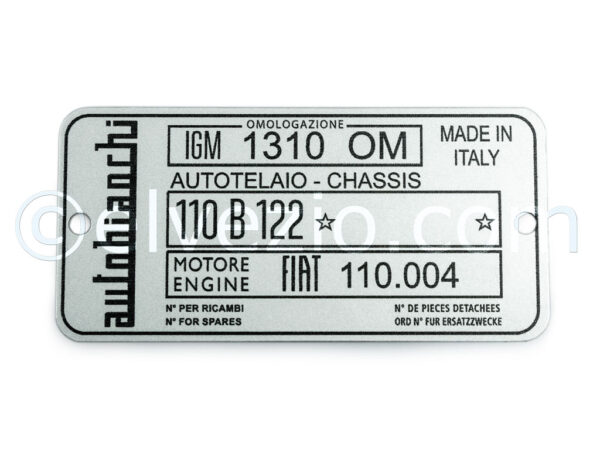 autobianchi
OMOLOGAZIONE
IGM 1310 OM
MADE IN
ITALY
AUTOTELAIO - CHASSIS
110 B 122 ☆ ☆
MOTORE
ENGINE
FIAT 110.004
N° PER RICAMBI
N° FOR SPARES
N° DE PIECES DETACHEES
ORD N° FUR ERSATZZWECKE
© elvezio.com